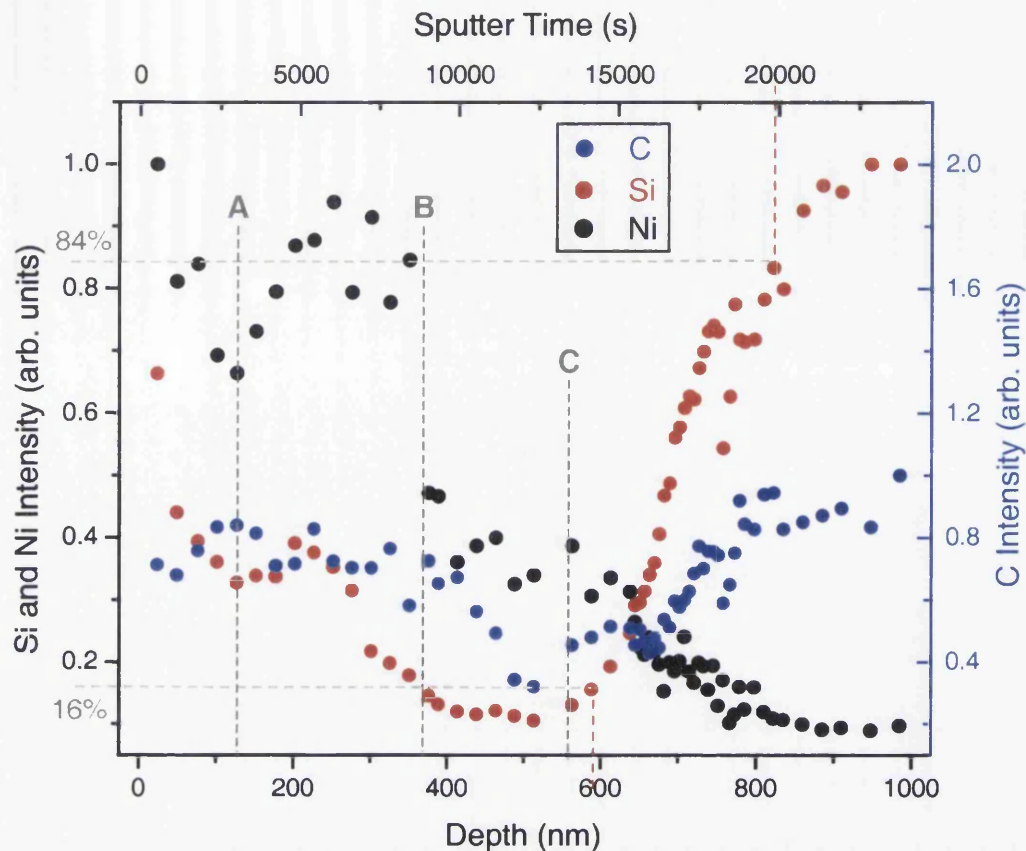 Sputter Time (s)
0 5000 10000 15000 20000
C
Si
Ni
A
B
C
84%
16%
1.0
0.8
0.6
0.4
0.2
Si and Ni Intensity (arb. units)
2.0
1.6
1.2
0.8
0.4
C Intensity (arb. units)
0 200 400 600 800 1000
Depth (nm)